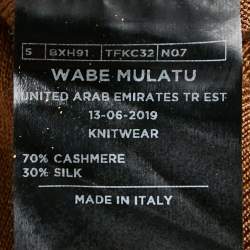 S BXH91 TFKC32 N07
WABE MULATU
UNITED ARAB EMIRATES TR EST
13-06-2019
KNITWEAR
70% CASHMERE
30% SILK
MADE IN ITALY